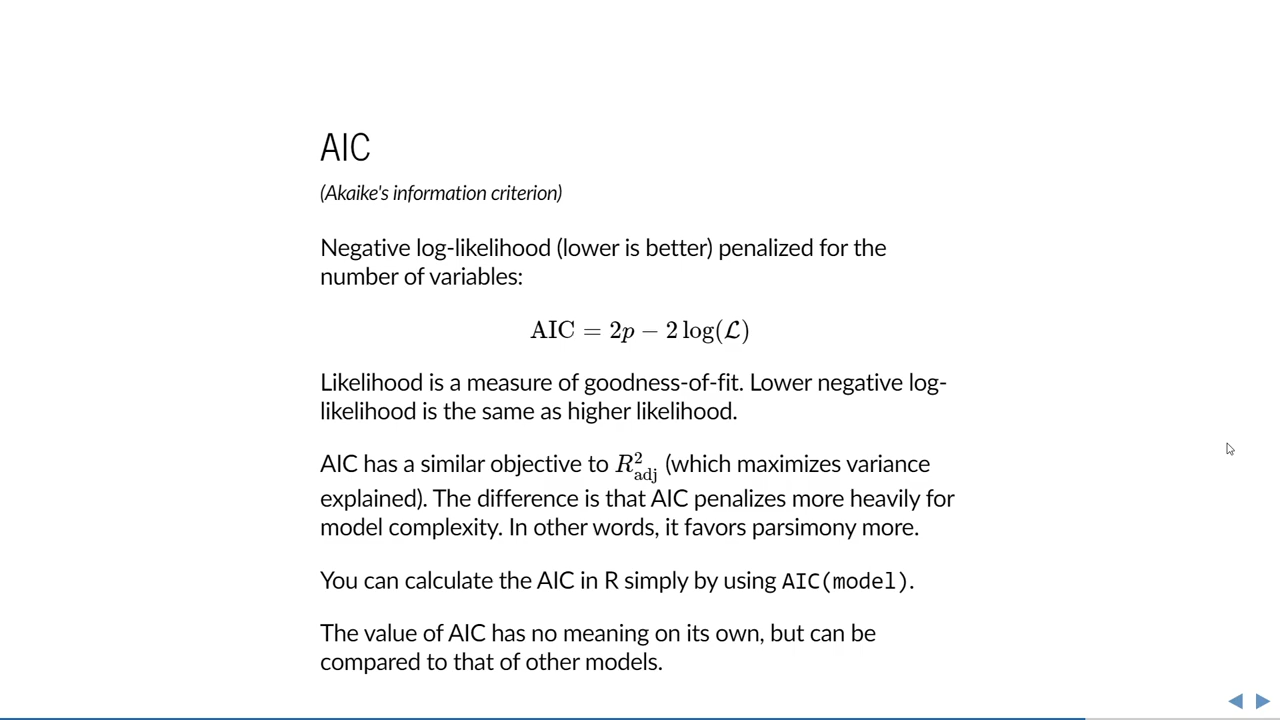 AIC
(Akaike's information criterion)
Negative log-likelihood (lower is better) penalized for the
number of variables:
AIC = 2p − 2 log(ℒ)
Likelihood is a measure of goodness-of-fit. Lower negative log-
likelihood is the same as higher likelihood.
AIC has a similar objective to R²adj (which maximizes variance
explained). The difference is that AIC penalizes more heavily for
model complexity. In other words, it favors parsimony more.
You can calculate the AIC in R simply by using AIC(model).
The value of AIC has no meaning on its own, but can be
compared to that of other models.